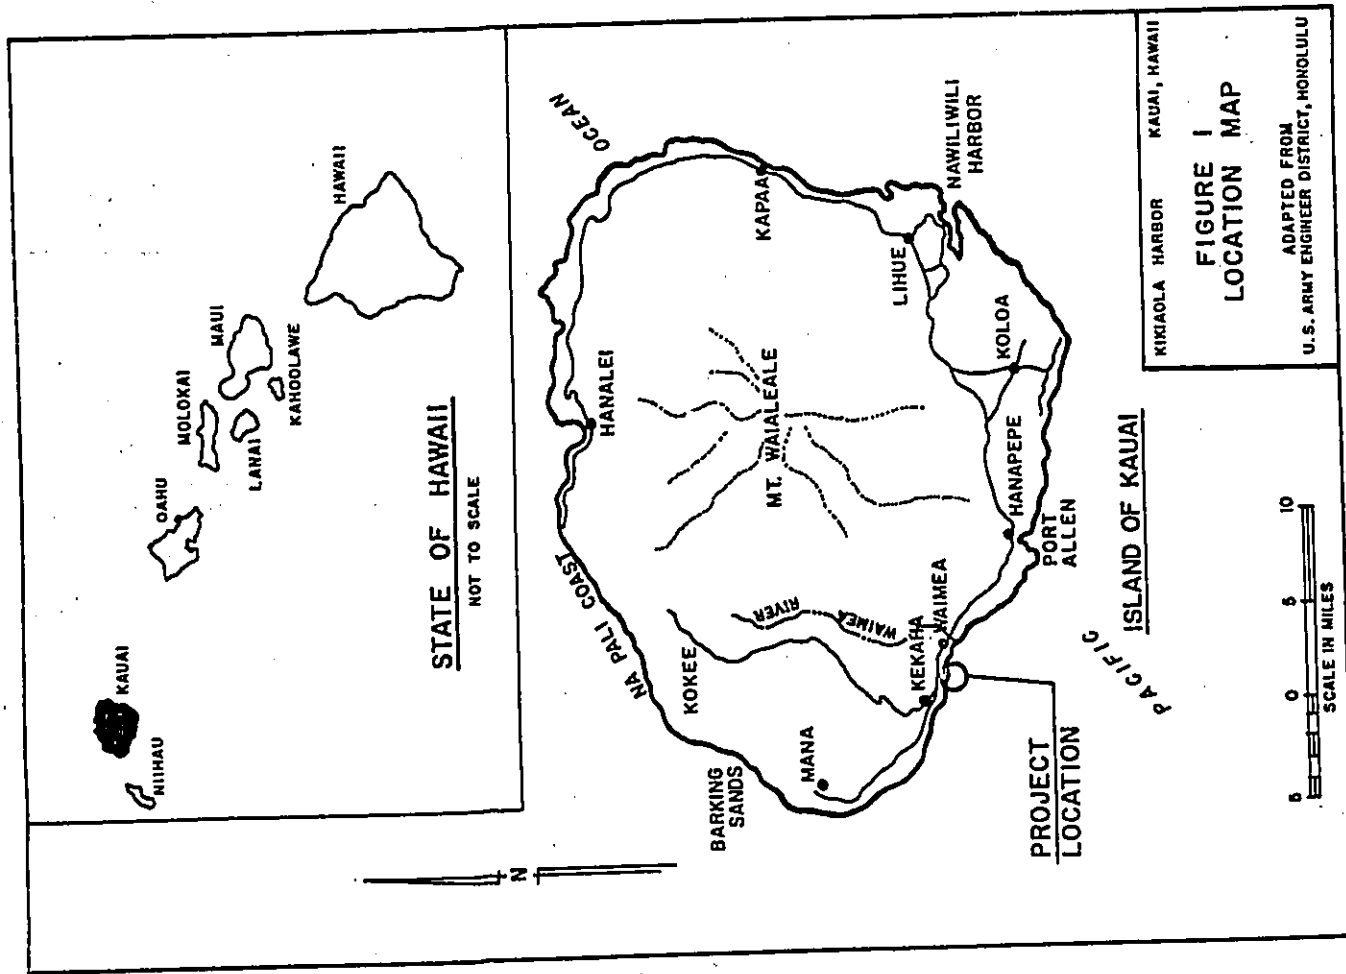 NIIHAU
KAUAI
OAHU
MOLOKAI
LANAI
MAUI
KAHOOLAWE
HAWAII
STATE OF HAWAII
NOT TO SCALE
N
OCEAN
NA PALI COAST
HANALEI
KAPAA
KOKEE
BARKING
SANDS
MANA
MT. WAIALEALE
WAIMEA
RIVER
KEKAHA
WAIMEA
LIHUE
NAWILIWILI
HARBOR
KOLOA
HANAPEPE
PORT
ALLEN
PROJECT
LOCATION
PACIFIC
ISLAND OF KAUAI
5 0 5 10
SCALE IN MILES
KIKIAOLA HARBOR KAUAI, HAWAII
FIGURE I
LOCATION MAP
ADAPTED FROM
U.S. ARMY ENGINEER DISTRICT, HONOLULU